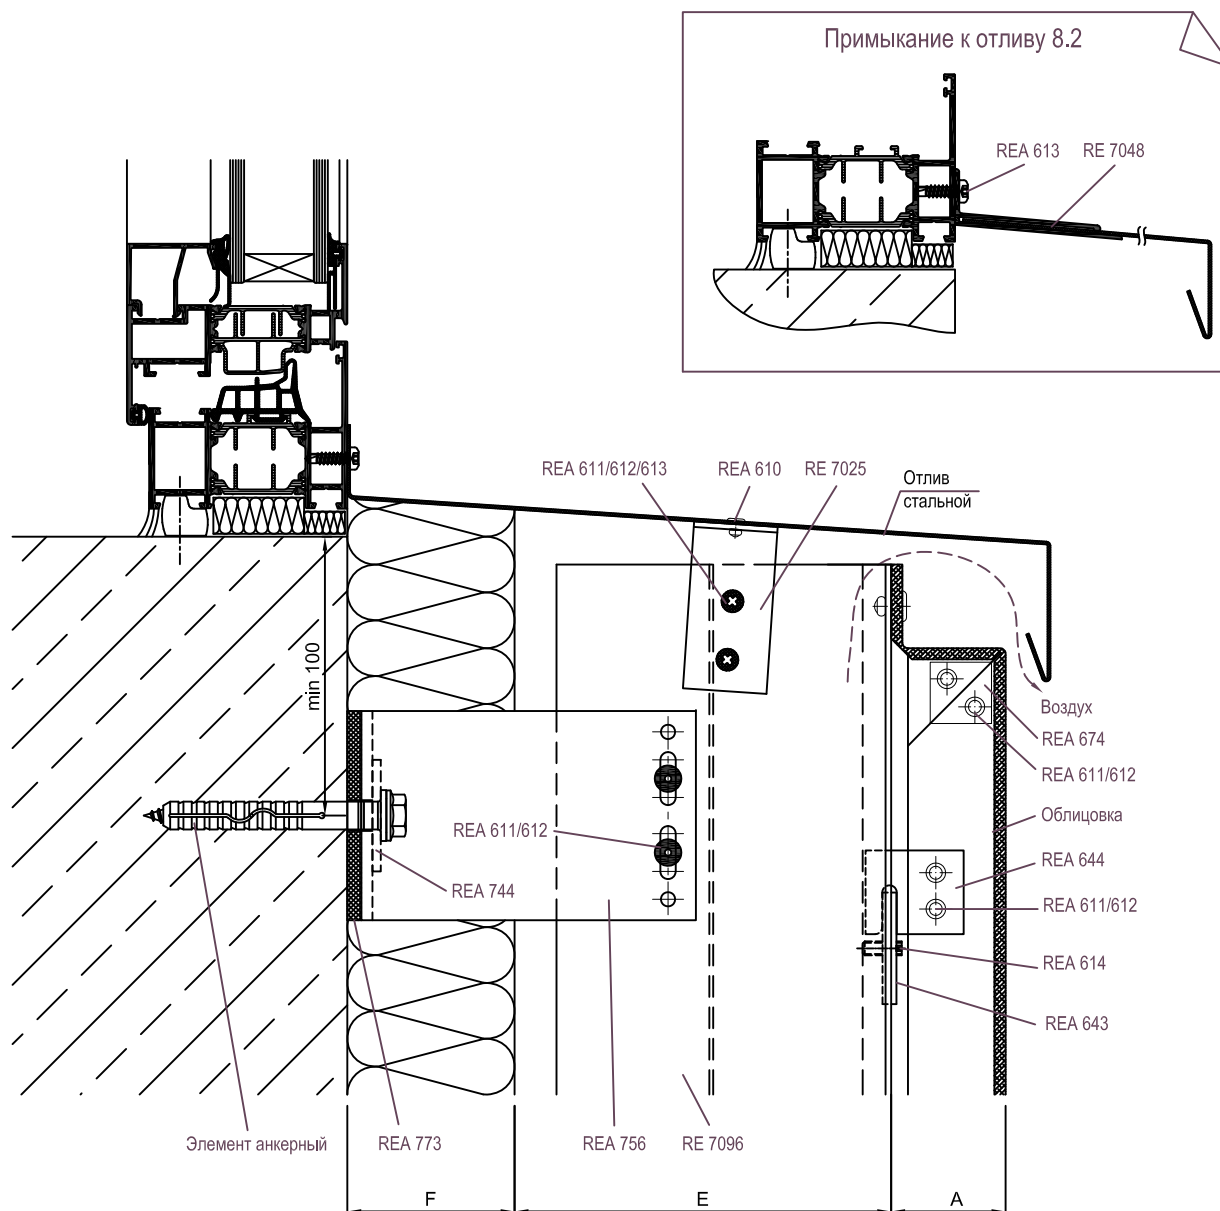 Примыкание к отливу 8.2
REA 613
RE 7048
REA 611/612/613
REA 610
RE 7025
Отлив
стальной
min 100
Воздух
REA 674
REA 611/612
Облицовка
REA 611/612
REA 644
REA 744
REA 611/612
REA 614
REA 643
Элемент анкерный
REA 773
REA 756
RE 7096
F
E
A